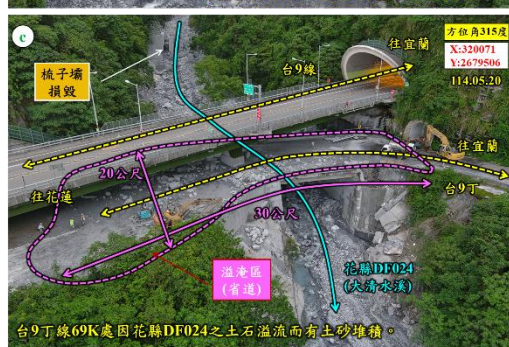 c
方位角315度
X:320071
Y:2679506
114.05.20
梳子壩
損毀
台9線
往宜蘭
往宜蘭
台9丁
20公尺
往花蓮
30公尺
溢淹區
(省道)
花縣DF024
(大清水溪)
台9丁線69K處因花縣DF024之土石溢流而有土砂堆積。